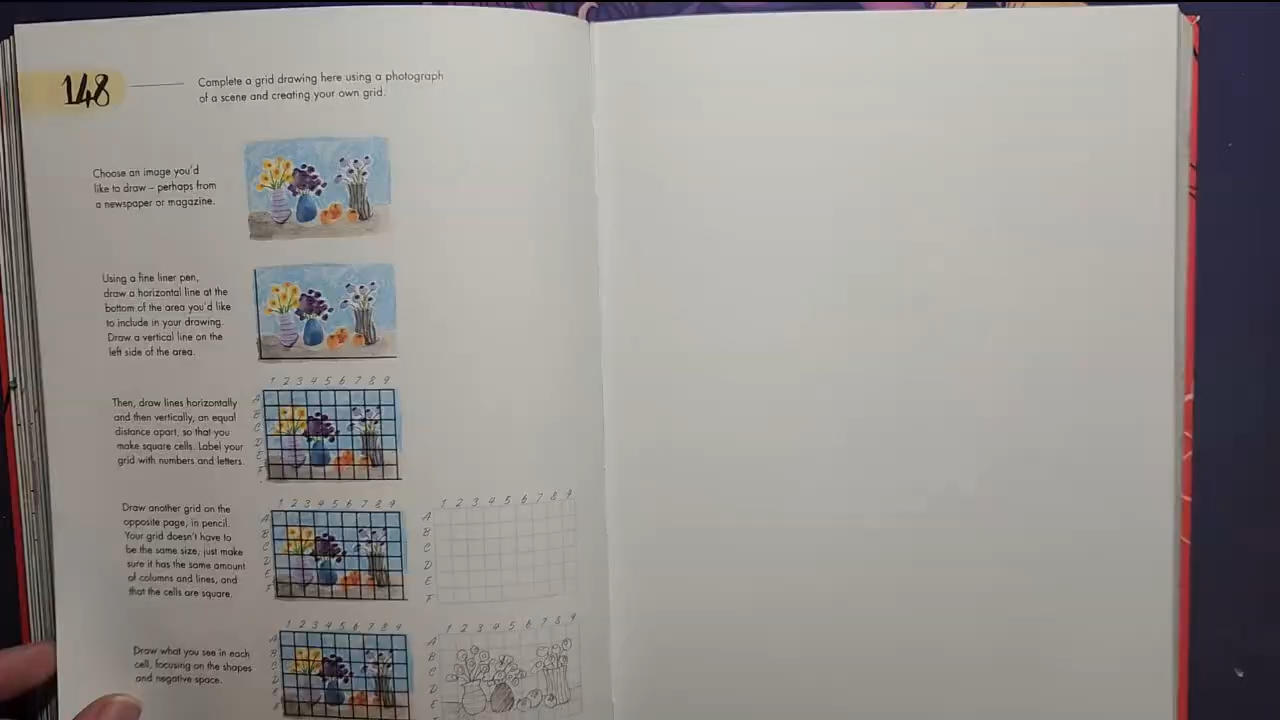 148
Complete a grid drawing here using a photograph
of a scene and creating your own grid.
Choose an image you'd
like to draw – perhaps from
a newspaper or magazine.
Using a fine liner pen,
draw a horizontal line at the
bottom of the area you'd like
to include in your drawing.
Draw a vertical line on the
left side of the area.
1 2 3 4 5 6 7 8 9
A
B
C
D
E
F
Then, draw lines horizontally
and then vertically, an equal
distance apart, so that you
make square cells. Label your
grid with numbers and letters.
1 2 3 4 5 6 7 8 9
A
B
C
D
E
F
1 2 3 4 5 6 7 8 9
A
B
C
D
E
F
Draw another grid on the
opposite page, in pencil.
Your grid doesn't have to
be the same size, just make
sure it has the same amount
of columns and lines, and
that the cells are square.
1 2 3 4 5 6 7 8 9
A
B
C
D
E
1 2 3 4 5 6 7 8 9
A
B
C
D
E
Draw what you see in each
cell, focusing on the shapes
and negative space.